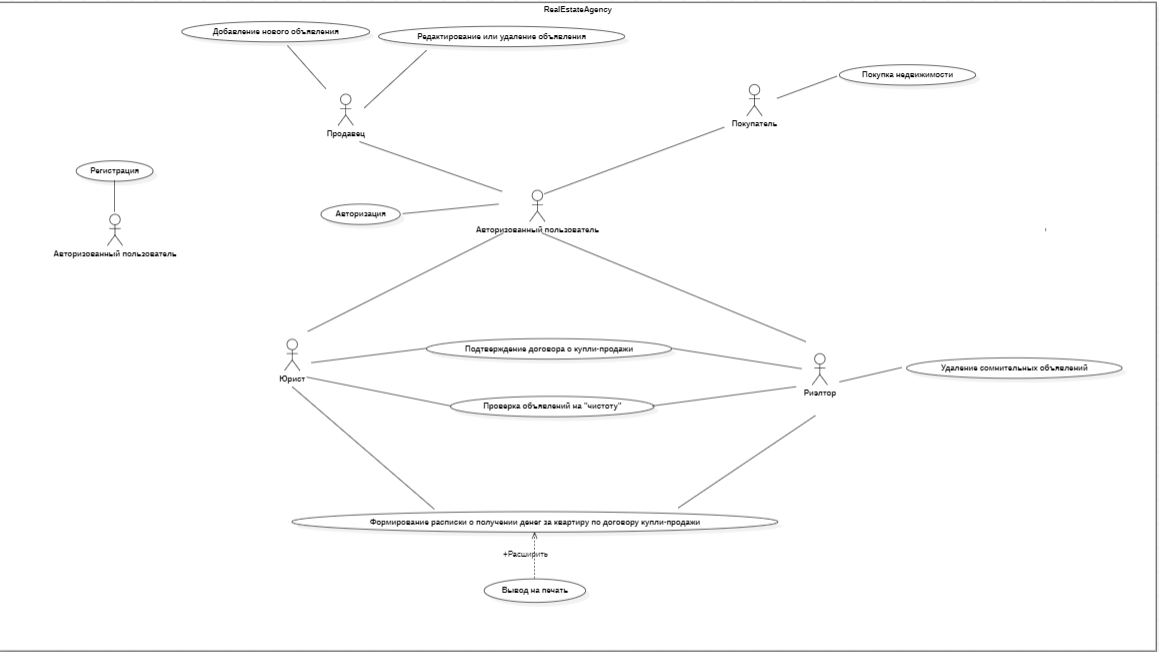 RealEstateAgency
Добавление нового объявления
Редактирование или удаление объявления
Покупка недвижимости
Продавец
Покупатель
Регистрация
Авторизация
Авторизованный пользователь
Авторизованный пользователь
Подтверждение договора о купли-продажи
Юрист
Удаление сомнительных объявлений
Риэлтор
Проверка объявлений на "чистоту"
Формирование расписки о получении денег за квартиру по договору купли-продажи
+Расширить
Вывод на печать